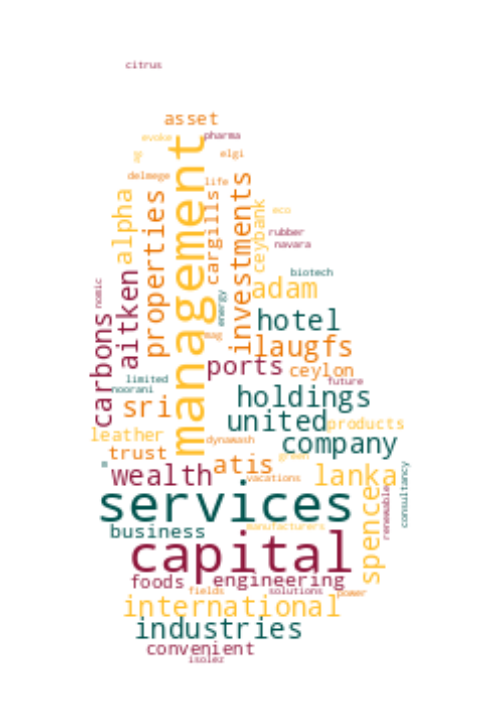 citrus
asset
evoke
pharma
management
ag
elgi
delmege
life
alpha
properties
cargills
investments
ceybank
eco
rubber
navara
biotech
nomic
aitken
energy
adam
carbons
hotel
mag
laugfs
ports
ceylon
limited
future
noorani
holdings
sri
united
products
leather
dynawash
company
trust
green
atis
wealth
vacations
lanka
consultancy
services
spence
renewable
business
manufacturers
capital
foods
engineering
fields
solutions
power
international
industries
convenient
isolez